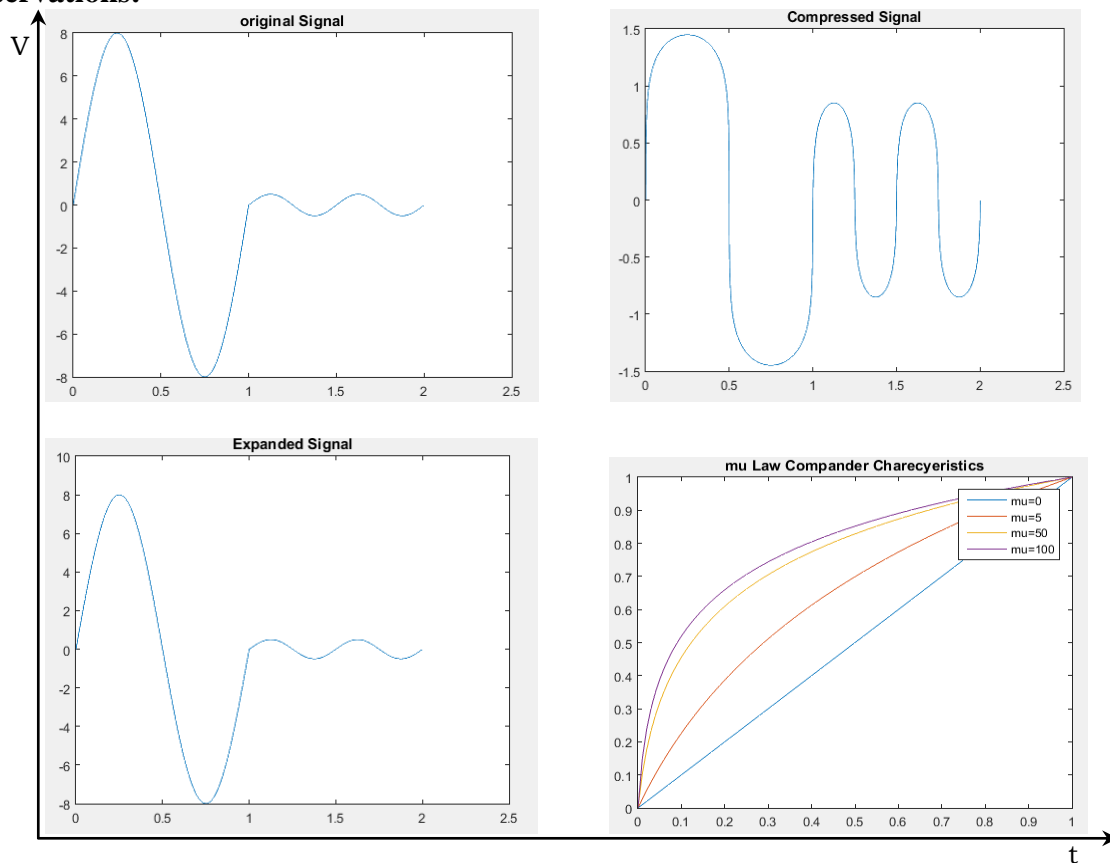 ervations:
V
original Signal
8
6
4
2
0
-2
-4
-6
-8
0 0.5 1 1.5 2 2.5
Compressed Signal
1.5
1
0.5
0
-0.5
-1
-1.5
0 0.5 1 1.5 2 2.5
Expanded Signal
10
8
6
4
2
0
-2
-4
-6
-8
0 0.5 1 1.5 2 2.5
mu Law Compander Charecyeristics
1
0.9
0.8
0.7
0.6
0.5
0.4
0.3
0.2
0.1
0
0 0.1 0.2 0.3 0.4 0.5 0.6 0.7 0.8 0.9 1
mu=0
mu=5
mu=50
mu=100
t